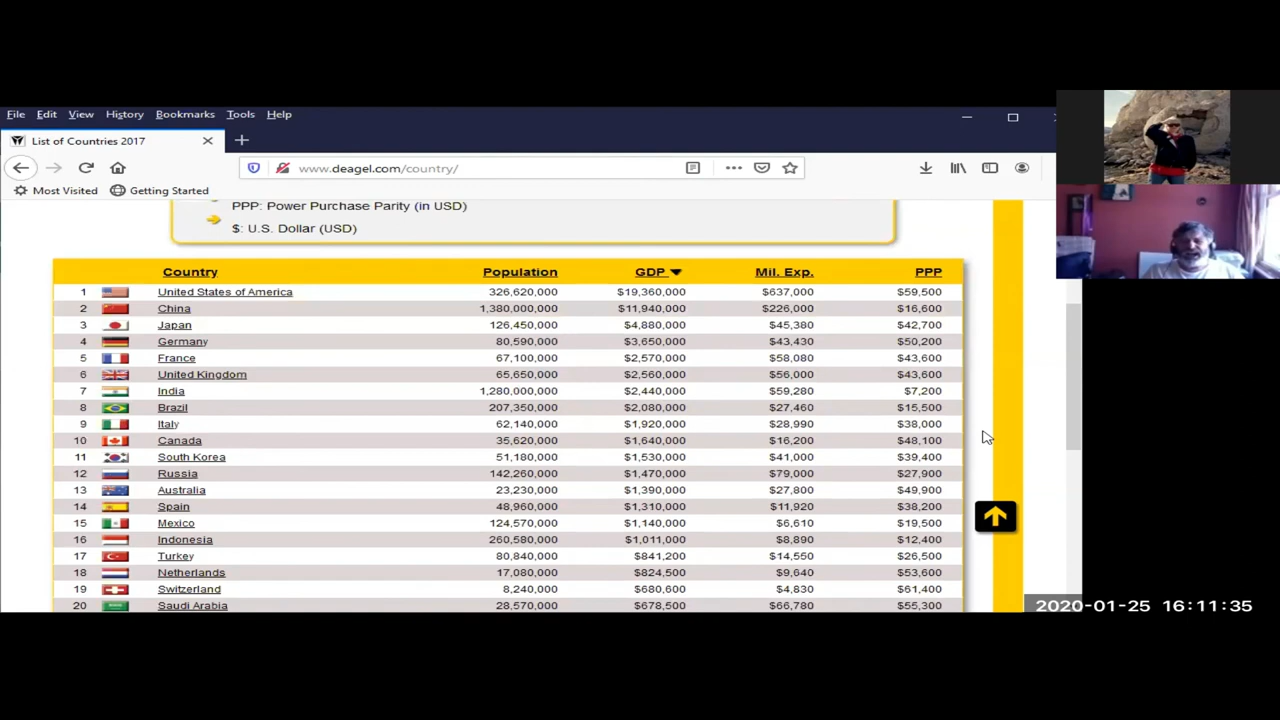 File Edit View History Bookmarks Tools Help
List of Countries 2017
www.deagel.com/country/
Most Visited Getting Started
PPP: Power Purchase Parity (in USD)
$: U.S. Dollar (USD)
Country Population GDP Mil. Exp. PPP
1 United States of America 326,620,000 $19,360,000 $637,000 $59,500
2 China 1,380,000,000 $11,940,000 $226,000 $16,600
3 Japan 126,450,000 $4,880,000 $45,380 $42,700
4 Germany 80,590,000 $3,650,000 $43,430 $50,200
5 France 67,100,000 $2,570,000 $58,080 $43,600
6 United Kingdom 65,650,000 $2,560,000 $56,000 $43,600
7 India 1,280,000,000 $2,440,000 $59,280 $7,200
8 Brazil 207,350,000 $2,080,000 $27,460 $15,500
9 Italy 62,140,000 $1,920,000 $28,990 $38,000
10 Canada 35,620,000 $1,640,000 $16,200 $48,100
11 South Korea 51,180,000 $1,530,000 $41,000 $39,400
12 Russia 142,260,000 $1,470,000 $79,000 $27,900
13 Australia 23,230,000 $1,390,000 $27,800 $49,900
14 Spain 48,960,000 $1,310,000 $11,920 $38,200
15 Mexico 124,570,000 $1,140,000 $6,610 $19,500
16 Indonesia 260,580,000 $1,011,000 $8,890 $12,400
17 Turkey 80,840,000 $841,200 $14,550 $26,500
18 Netherlands 17,080,000 $824,500 $9,640 $53,600
19 Switzerland 8,240,000 $680,600 $4,830 $61,400
20 Saudi Arabia 28,570,000 $678,500 $66,780 $55,300
2020-01-25 16:11:35